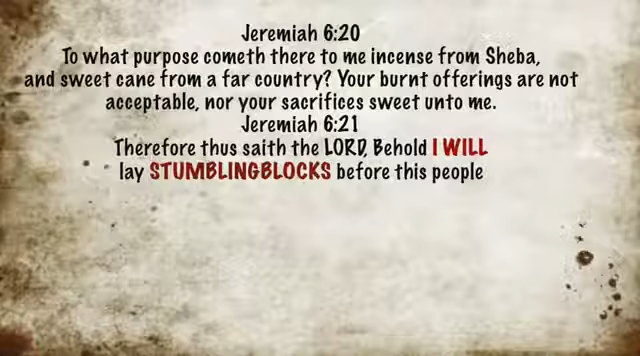 Jeremiah 6:20
To what purpose cometh there to me incense from Sheba,
and sweet cane from a far country? Your burnt offerings are not
acceptable, nor your sacrifices sweet unto me.
Jeremiah 6:21
Therefore thus saith the LORD, Behold I WILL
lay STUMBLINGBLOCKS before this people